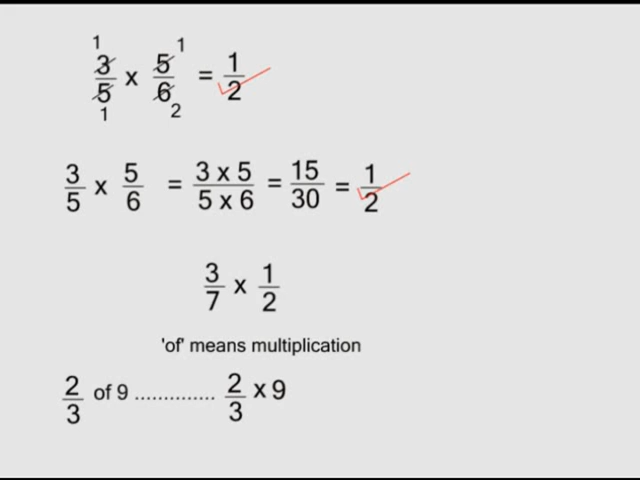 1 1
3/5 x 5/6 = 1/2
1 2
3/5 x 5/6 = 3 x 5/5 x 6 = 15/30 = 1/2
3/7 x 1/2
'of' means multiplication
2/3 of 9 .............. 2/3 x 9